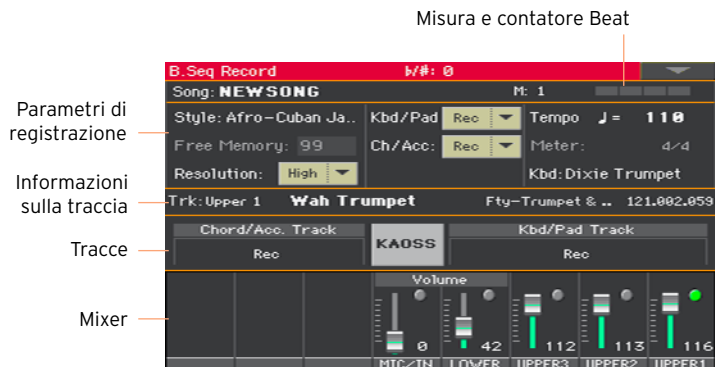 Misura e contatore Beat
B.Seq Record ♭/#: 0
Song: NEWSONG M: 1
Parametri di registrazione
Style: Afro-Cuban Ja.. Kbd/Pad Rec Tempo ♩= 110
Free Memory: 99 Ch/Acc: Rec Meter: 4/4
Resolution: High Kbd: Dixie Trumpet
Informazioni sulla traccia
Trk: Upper 1 Wah Trumpet Fty-Trumpet & .. 121.002.059
Tracce
Chord/Acc. Track KAOSS Kbd/Pad Track
Rec Rec
Mixer
Volume
0 42 112 113 116
MIC/IN LOWER UPPER3 UPPER2 UPPER1